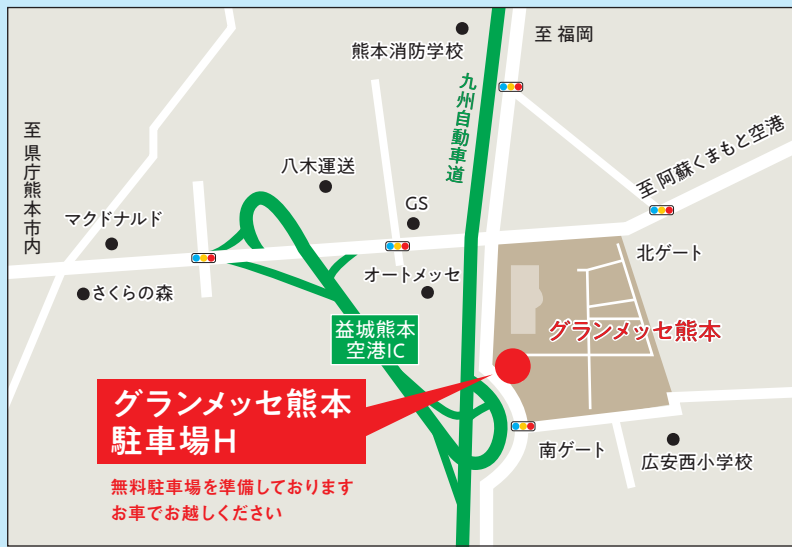 熊本消防学校
至 福岡
九州自動車道
至 県庁熊本市内
八木運送
至 阿蘇くまもと空港
マクドナルド
GS
北ゲート
さくらの森
オートメッセ
益城熊本
空港IC
グランメッセ熊本
グランメッセ熊本
駐車場H
南ゲート
広安西小学校
無料駐車場を準備しております
お車でお越しください